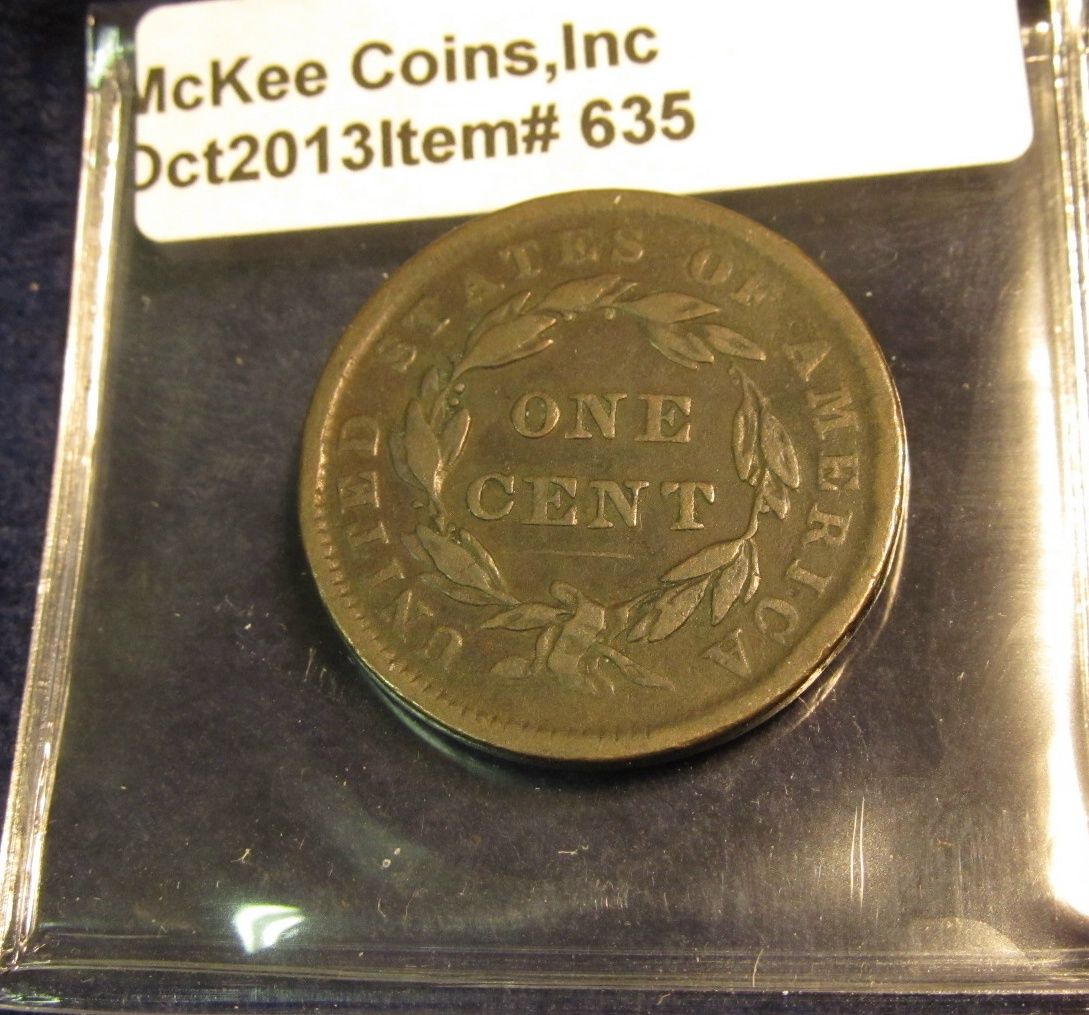 McKee Coins,Inc
Oct2013Item# 635
UNITED STATES OF AMERICA
ONE
CENT